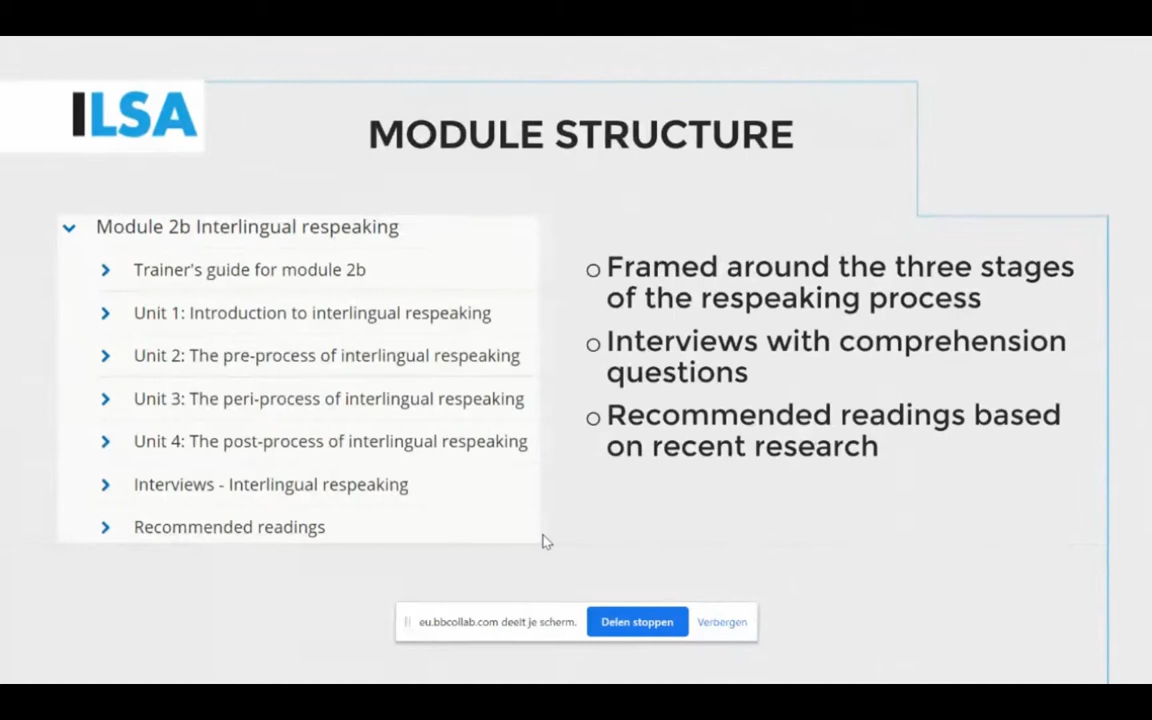 ILSA
MODULE STRUCTURE
Module 2b Interlingual respeaking
Trainer's guide for module 2b
Unit 1: Introduction to interlingual respeaking
Unit 2: The pre-process of interlingual respeaking
Unit 3: The peri-process of interlingual respeaking
Unit 4: The post-process of interlingual respeaking
Interviews - Interlingual respeaking
Recommended readings
Framed around the three stages
of the respeaking process
Interviews with comprehension
questions
Recommended readings based
on recent research
eu.bbcollab.com deelt je scherm.
Delen stoppen
Verbergen